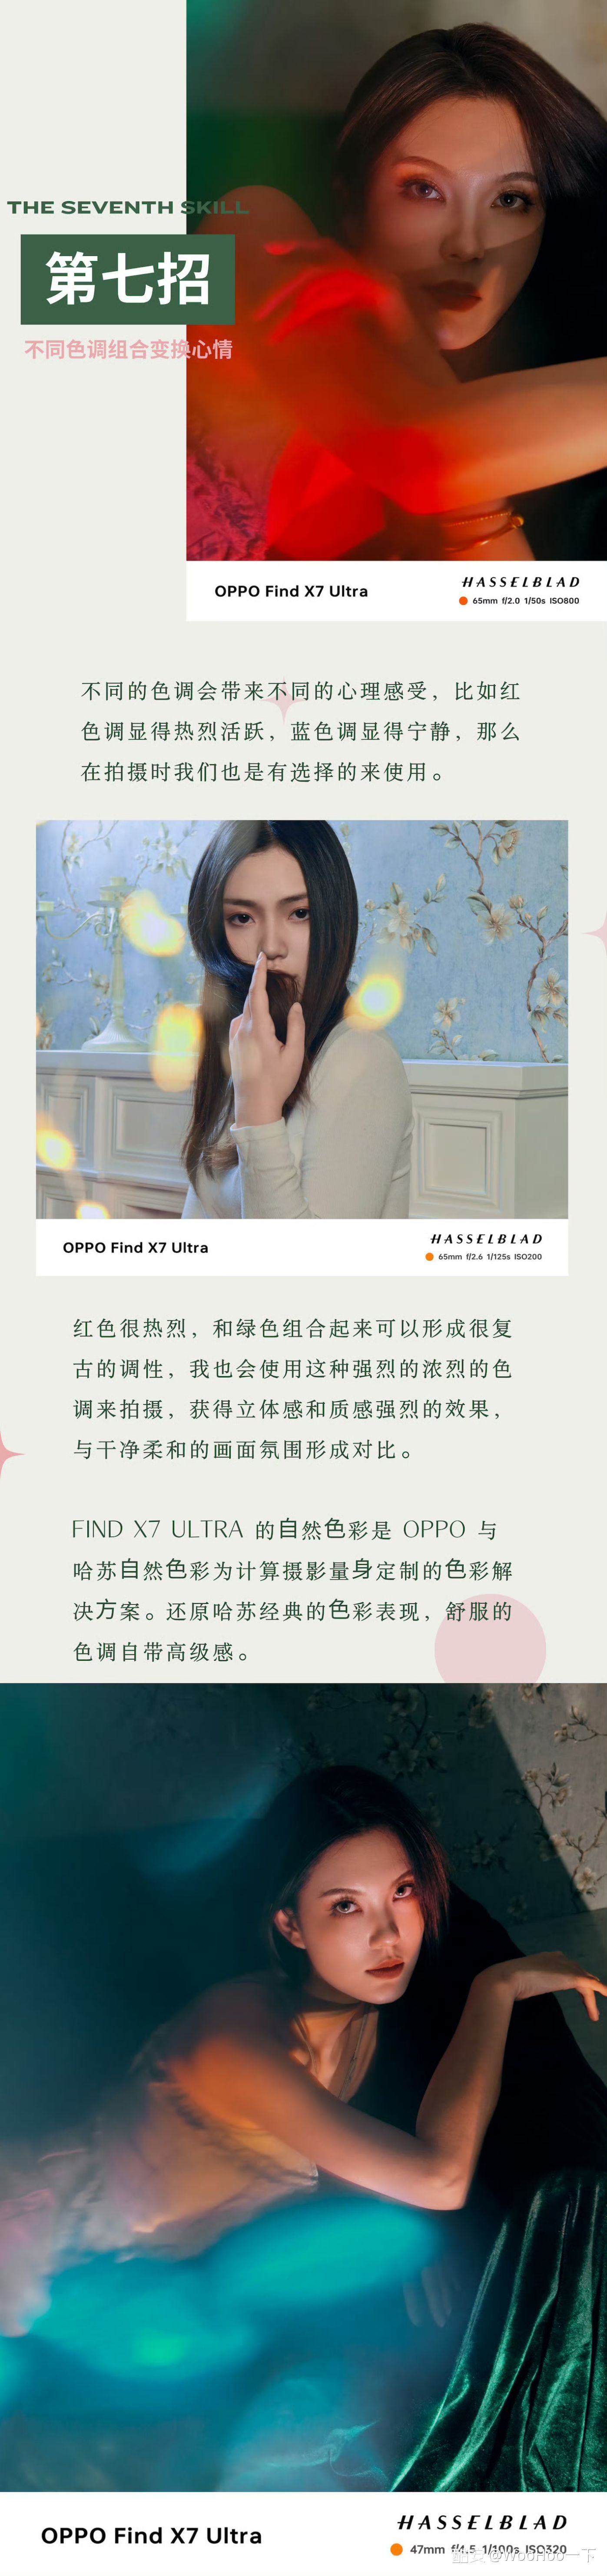 THE SEVENTH SKILL
第七招
不同色调组合变换心情
OPPO Find X7 Ultra
HASSELBLAD
65mm f/2.0 1/50s ISO800
不同的色调会带来不同的心理感受，比如红
色调显得热烈活跃，蓝色调显得宁静，那么
在拍摄时我们也是有选择的来使用。
OPPO Find X7 Ultra
HASSELBLAD
65mm f/2.6 1/125s ISO200
红色很热烈，和绿色组合起来可以形成很复
古的调性，我也会使用这种强烈的浓烈的色
调来拍摄，获得立体感和质感强烈的效果，
与干净柔和的画面氛围形成对比。
FIND X7 ULTRA 的自然色彩是 OPPO 与
哈苏自然色彩为计算摄影量身定制的色彩解
决方案。还原哈苏经典的色彩表现，舒服的
色调自带高级感。
OPPO Find X7 Ultra
HASSELBLAD
47mm f/4.5 1/100s ISO320
@WooHoo一下